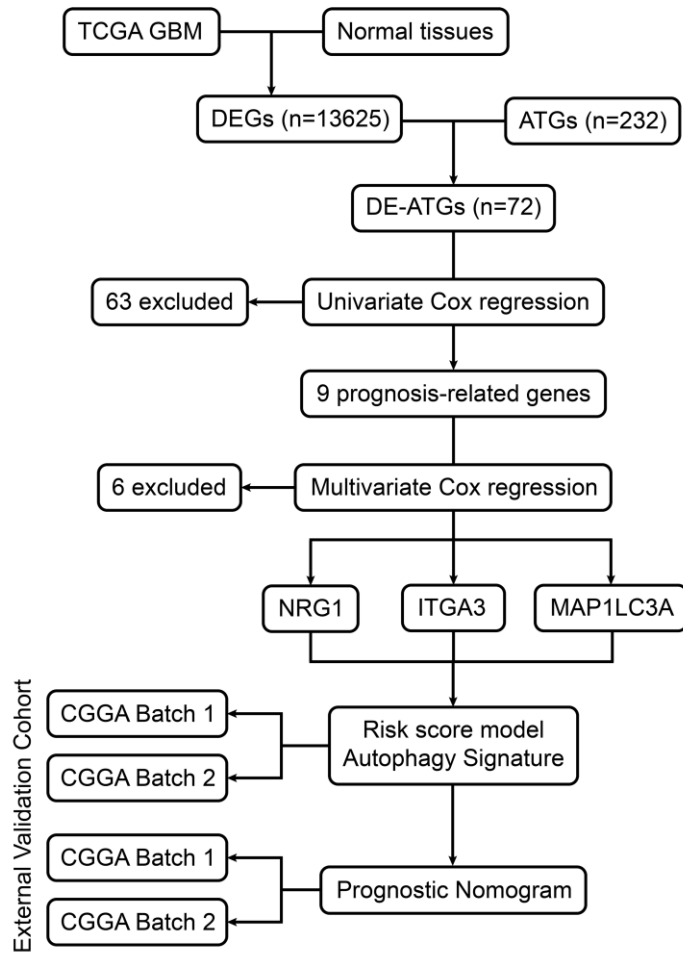 TCGA GBM
Normal tissues
DEGs (n=13625)
ATGs (n=232)
DE-ATGs (n=72)
63 excluded
Univariate Cox regression
9 prognosis-related genes
6 excluded
Multivariate Cox regression
NRG1
ITGA3
MAP1LC3A
External Validation Cohort
CGGA Batch 1
CGGA Batch 2
Risk score model
Autophagy Signature
CGGA Batch 1
CGGA Batch 2
Prognostic Nomogram